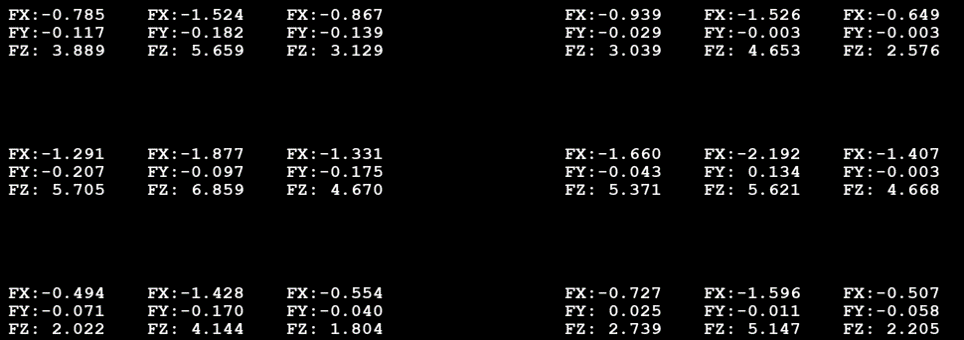 FX:-0.785 FX:-1.524 FX:-0.867 FX:-0.939 FX:-1.526 FX:-0.649
FY:-0.117 FY:-0.182 FY:-0.139 FY:-0.029 FY:-0.003 FY:-0.003
FZ: 3.889 FZ: 5.659 FZ: 3.129 FZ: 3.039 FZ: 4.653 FZ: 2.576
FX:-1.291 FX:-1.877 FX:-1.331 FX:-1.660 FX:-2.192 FX:-1.407
FY:-0.207 FY:-0.097 FY:-0.175 FY:-0.043 FY: 0.134 FY:-0.003
FZ: 5.705 FZ: 6.859 FZ: 4.670 FZ: 5.371 FZ: 5.621 FZ: 4.668
FX:-0.494 FX:-1.428 FX:-0.554 FX:-0.727 FX:-1.596 FX:-0.507
FY:-0.071 FY:-0.170 FY:-0.040 FY: 0.025 FY:-0.011 FY:-0.058
FZ: 2.022 FZ: 4.144 FZ: 1.804 FZ: 2.739 FZ: 5.147 FZ: 2.205